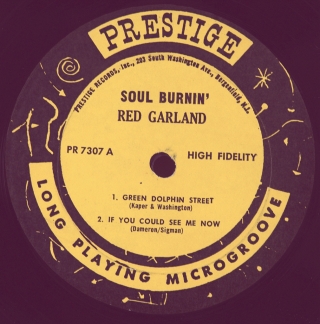 PRESTIGE
PRESTIGE RECORDS, Inc., 203 South Washington Ave., Bergenfield, N.J.
SOUL BURNIN'
RED GARLAND
PR 7307 A
HIGH FIDELITY
1. GREEN DOLPHIN STREET
(Kaper & Washington)
2. IF YOU COULD SEE ME NOW
(Dameron/Sigman)
LONG PLAYING MICROGROOVE